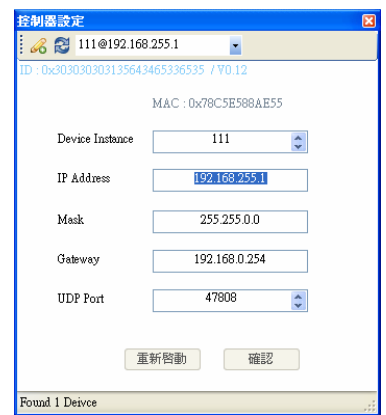 控制器設定
111@192.168.255.1
ID : 0x303030303135643465336535 / V0.12
MAC : 0x78C5E588AE55
Device Instance 111
IP Address 192.168.255.1
Mask 255.255.0.0
Gateway 192.168.0.254
UDP Port 47808
重新啓動 確認
Found 1 Deivce